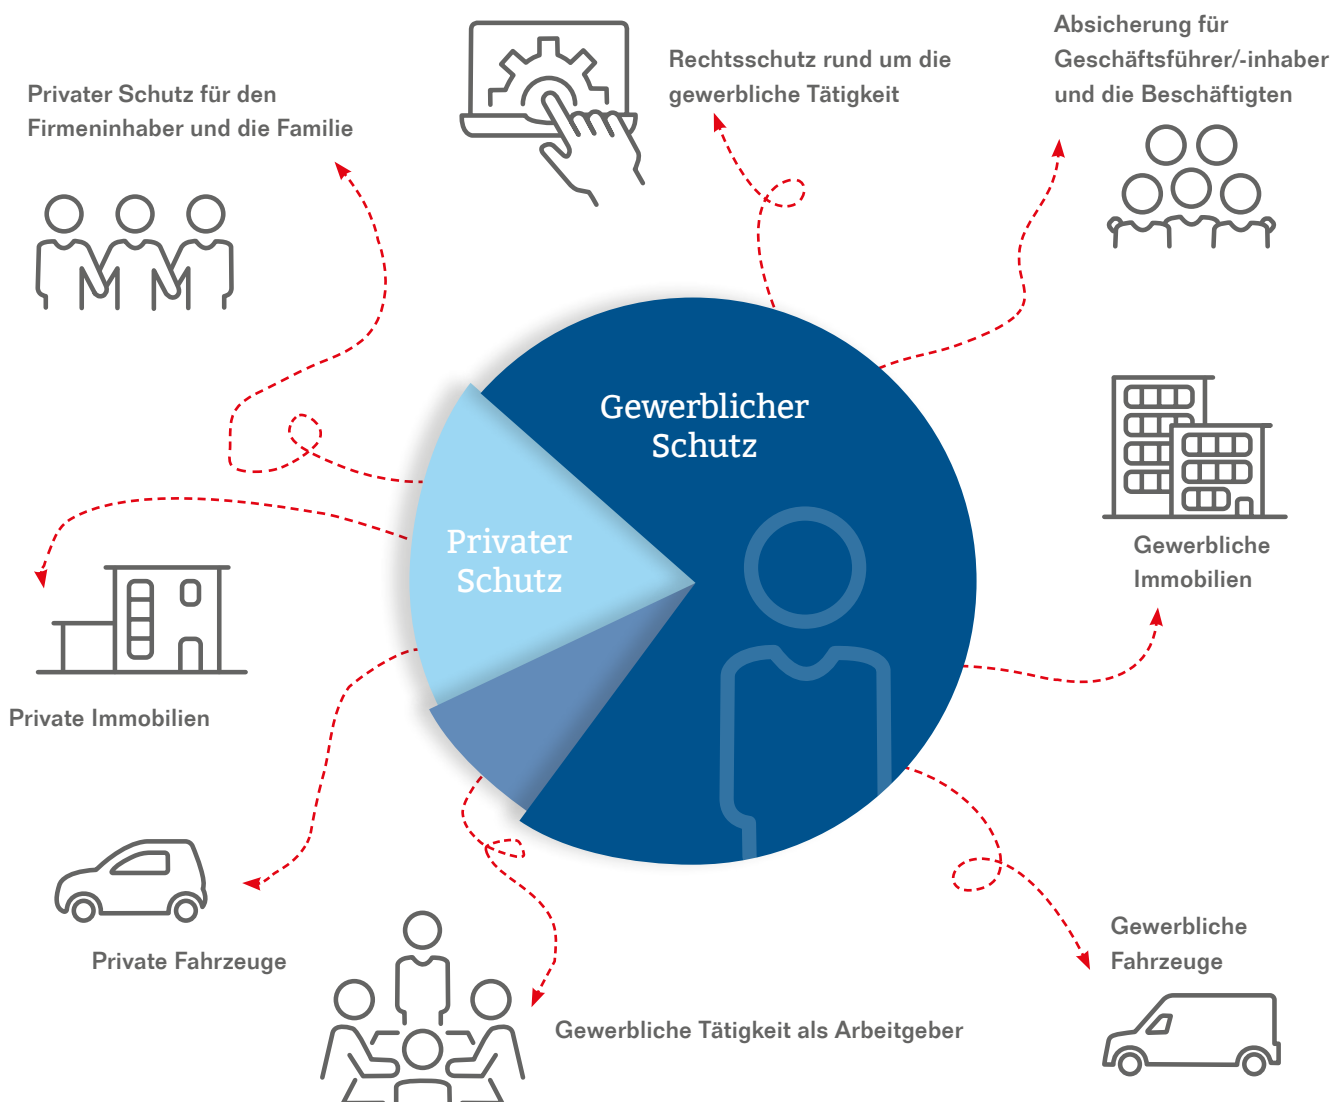 Absicherung für
Geschäftsführer/-inhaber
und die Beschäftigten
Rechtsschutz rund um die
gewerbliche Tätigkeit
Privater Schutz für den
Firmeninhaber und die Familie
Gewerblicher
Schutz
Privater
Schutz
Gewerbliche
Immobilien
Private Immobilien
Gewerbliche
Fahrzeuge
Private Fahrzeuge
Gewerbliche Tätigkeit als Arbeitgeber